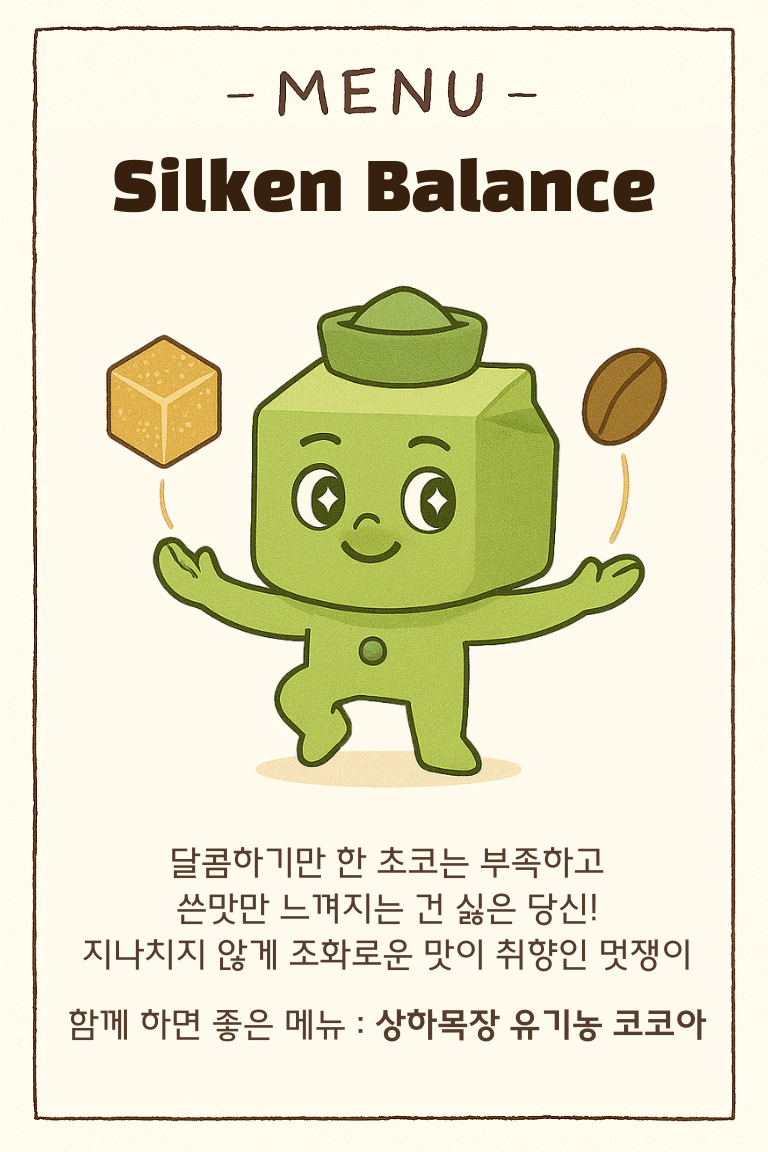 - MENU -
Silken Balance
달콤하기만 한 초코는 부족하고
쓴맛만 느껴지는 건 싫은 당신!
지나치지 않게 조화로운 맛이 취향인 멋쟁이
함께 하면 좋은 메뉴 : 상하목장 유기농 코코아